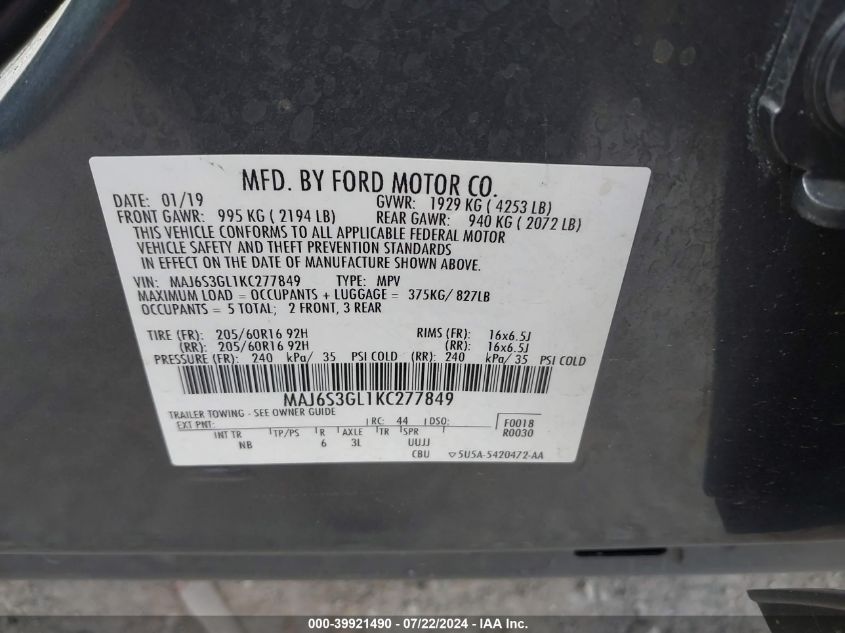 MFD. BY FORD MOTOR CO.
DATE: 01/19 GVWR: 1929 KG ( 4253 LB)
FRONT GAWR: 995 KG ( 2194 LB) REAR GAWR: 940 KG ( 2072 LB)
THIS VEHICLE CONFORMS TO ALL APPLICABLE FEDERAL MOTOR
VEHICLE SAFETY AND THEFT PREVENTION STANDARDS
IN EFFECT ON THE DATE OF MANUFACTURE SHOWN ABOVE.
VIN: MAJ6S3GL1KC277849 TYPE: MPV
MAXIMUM LOAD = OCCUPANTS + LUGGAGE = 375KG/ 827LB
OCCUPANTS = 5 TOTAL; 2 FRONT, 3 REAR
TIRE (FR): 205/60R16 92H RIMS (FR): 16x6.5J
(RR): 205/60R16 92H (RR): 16x6.5J
PRESSURE (FR): 240 kPa/ 35 PSI COLD (RR): 240 kPa/ 35 PSI COLD
MAJ6S3GL1KC277849
TRAILER TOWING - SEE OWNER GUIDE
EXT PNT: RC: 44 DSO: F0018
R0030
INT TR TP/PS R AXLE TR SPR
NB 6 3L UUJJ
CBU 5U5A-5420472-AA
000-39921490 - 07/22/2024 - IAA Inc.